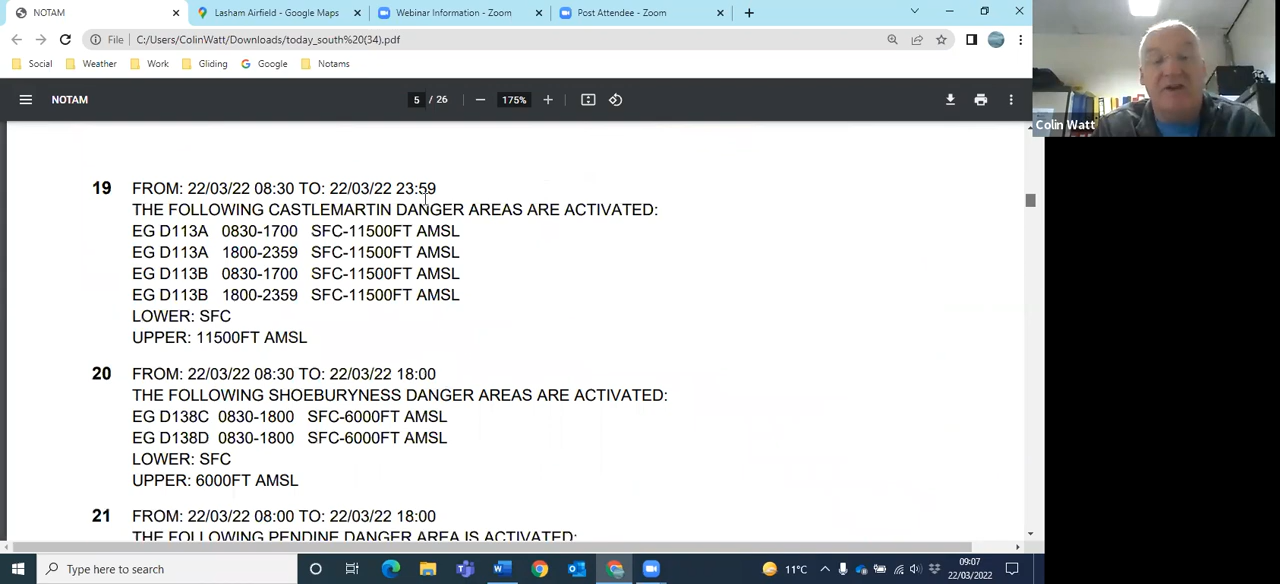 NOTAM
Lasham Airfield - Google Maps
Webinar Information - Zoom
Post Attendee - Zoom
File
C:/Users/ColinWatt/Downloads/today_south%20(34).pdf
Social
Weather
Work
Gliding
Google
Notams
NOTAM
5 / 26
175%
Colin Watt
19 FROM: 22/03/22 08:30 TO: 22/03/22 23:59
THE FOLLOWING CASTLEMARTIN DANGER AREAS ARE ACTIVATED:
EG D113A 0830-1700 SFC-11500FT AMSL
EG D113A 1800-2359 SFC-11500FT AMSL
EG D113B 0830-1700 SFC-11500FT AMSL
EG D113B 1800-2359 SFC-11500FT AMSL
LOWER: SFC
UPPER: 11500FT AMSL
20 FROM: 22/03/22 08:30 TO: 22/03/22 18:00
THE FOLLOWING SHOEBURYNESS DANGER AREAS ARE ACTIVATED:
EG D138C 0830-1800 SFC-6000FT AMSL
EG D138D 0830-1800 SFC-6000FT AMSL
LOWER: SFC
UPPER: 6000FT AMSL
21 FROM: 22/03/22 08:00 TO: 22/03/22 18:00
THE FOLLOWING PENDINE DANGER AREA IS ACTIVATED:
Type here to search
11°C
09:07
22/03/2022